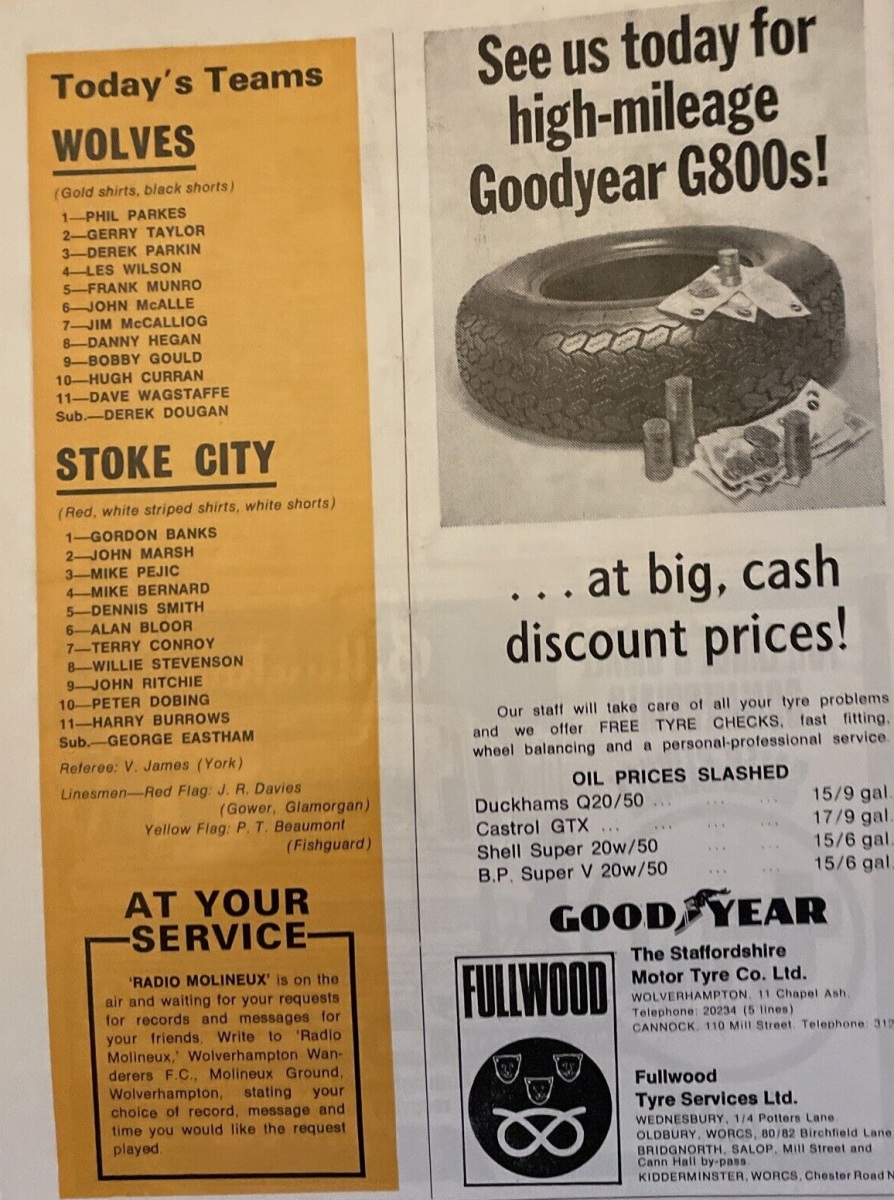 Today's Teams
WOLVES
(Gold shirts, black shorts)
1—PHIL PARKES
2—GERRY TAYLOR
3—DEREK PARKIN
4—LES WILSON
5—FRANK MUNRO
6—JOHN McALLE
7—JIM McCALLIOG
8—DANNY HEGAN
9—BOBBY GOULD
10—HUGH CURRAN
11—DAVE WAGSTAFFE
Sub.—DEREK DOUGAN
STOKE CITY
(Red, white striped shirts, white shorts)
1—GORDON BANKS
2—JOHN MARSH
3—MIKE PEJIC
4—MIKE BERNARD
5—DENNIS SMITH
6—ALAN BLOOR
7—TERRY CONROY
8—WILLIE STEVENSON
9—JOHN RITCHIE
10—PETER DOBING
11—HARRY BURROWS
Sub.—GEORGE EASTHAM
Referee: V. James (York)
Linesmen—Red Flag: J. R. Davies
(Gower, Glamorgan)
Yellow Flag: P. T. Beaumont
(Fishguard)
AT YOUR
SERVICE
'RADIO MOLINEUX' is on the
air and waiting for your requests
for records and messages for
your friends. Write to 'Radio
Molineux,' Wolverhampton Wan-
derers F.C., Molineux Ground,
Wolverhampton, stating your
choice of record, message and
time you would like the request
played.
See us today for
high-mileage
Goodyear G800s!
...at big, cash
discount prices!
Our staff will take care of all your tyre problems
and we offer FREE TYRE CHECKS, fast fitting,
wheel balancing and a personal-professional service.
OIL PRICES SLASHED
Duckhams Q20/50 ... ... ... 15/9 gal.
Castrol GTX ... ... ... ... 17/9 gal.
Shell Super 20w/50 ... ... 15/6 gal.
B.P. Super V 20w/50 ... ... 15/6 gal.
GOODYEAR
FULLWOOD
The Staffordshire
Motor Tyre Co. Ltd.
WOLVERHAMPTON. 11 Chapel Ash.
Telephone: 20234 (5 lines)
CANNOCK. 110 Mill Street. Telephone: 312
Fullwood
Tyre Services Ltd.
WEDNESBURY, 1/4 Potters Lane
OLDBURY, WORCS, 80/82 Birchfield Lane
BRIDGNORTH, SALOP, Mill Street and
Cann Hall by-pass.
KIDDERMINSTER, WORCS, Chester Road N